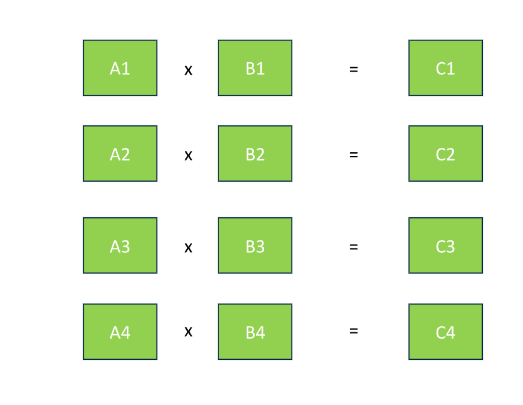 A1 x B1 = C1
A2 x B2 = C2
A3 x B3 = C3
A4 x B4 = C4